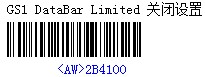 GS1 DataBar Limited 关闭设置
<AW>2B4100